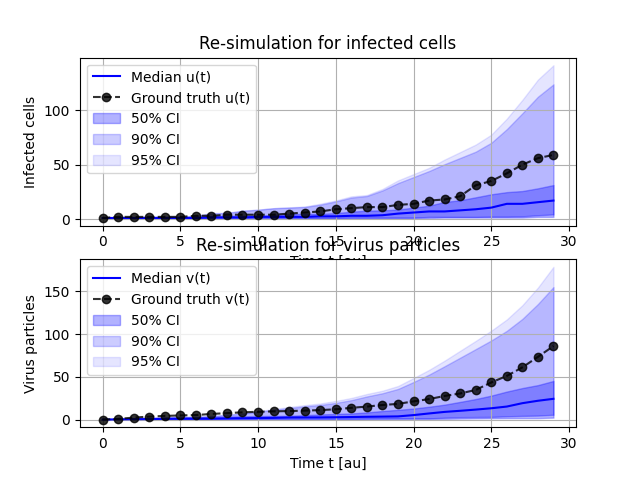 Re-simulation for infected cells
Infected cells
100
50
0
Median u(t)
Ground truth u(t)
50% CI
90% CI
95% CI
0 5 10 15 20 25 30
Time t [au]
Re-simulation for virus particles
Virus particles
150
100
50
0
Median v(t)
Ground truth v(t)
50% CI
90% CI
95% CI
0 5 10 15 20 25 30
Time t [au]